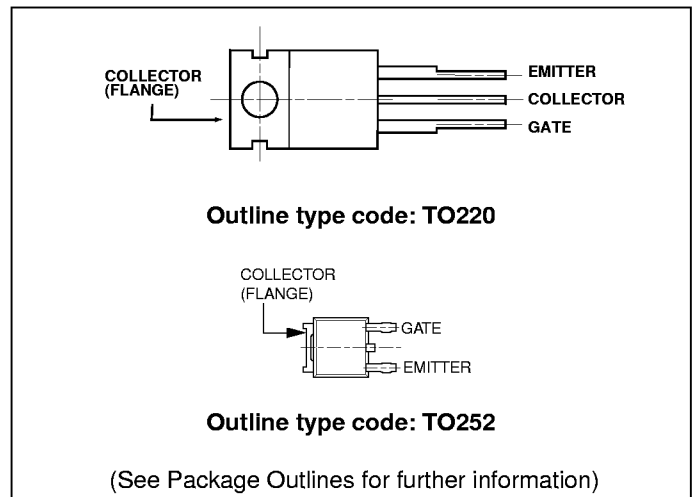 COLLECTOR
(FLANGE)
EMITTER
COLLECTOR
GATE
Outline type code: TO220
COLLECTOR
(FLANGE)
GATE
EMITTER
Outline type code: TO252
(See Package Outlines for further information)